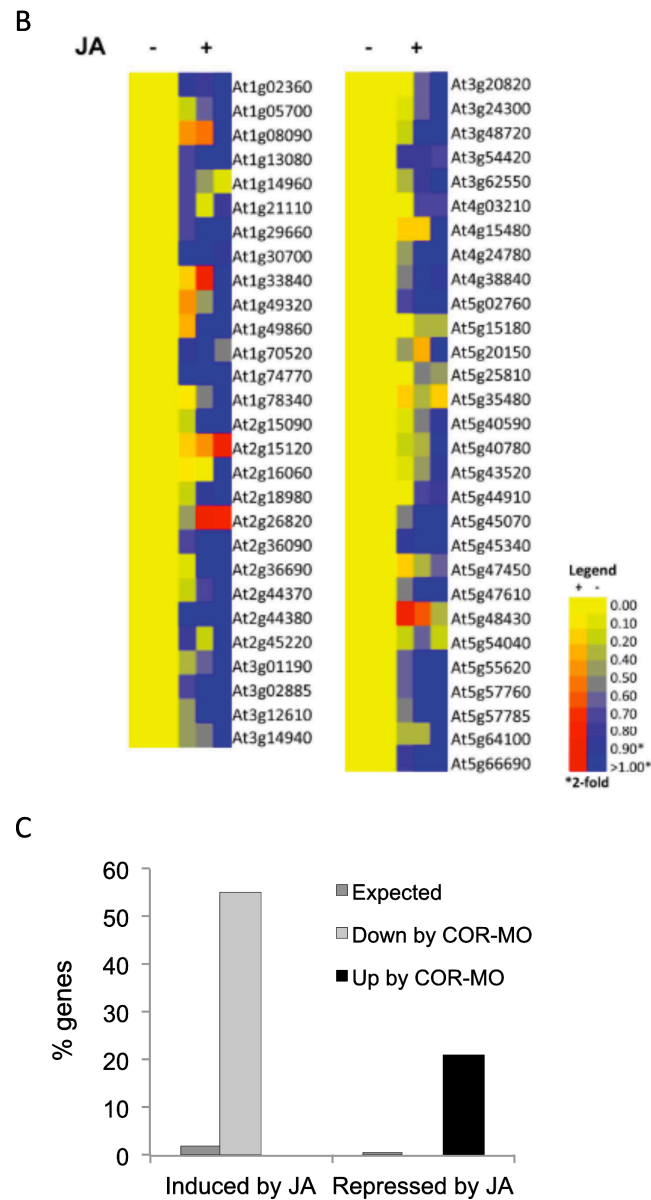 B
JA - + - +
At1g02360
At1g05700
At1g08090
At1g13080
At1g14960
At1g21110
At1g29660
At1g30700
At1g33840
At1g49320
At1g49860
At1g70520
At1g74770
At1g78340
At2g15090
At2g15120
At2g16060
At2g18980
At2g26820
At2g36090
At2g36690
At2g44370
At2g44380
At2g45220
At3g01190
At3g02885
At3g12610
At3g14940
At3g20820
At3g24300
At3g48720
At3g54420
At3g62550
At4g03210
At4g15480
At4g24780
At4g38840
At5g02760
At5g15180
At5g20150
At5g25810
At5g35480
At5g40590
At5g40780
At5g43520
At5g44910
At5g45070
At5g45340
At5g47450
At5g47610
At5g48430
At5g54040
At5g55620
At5g57760
At5g57785
At5g64100
At5g66690
Legend
+ -
0.00
0.10
0.20
0.40
0.50
0.60
0.70
0.80
0.90*
>1.00*
*2-fold
C
% genes
60
50
40
30
20
10
0
Expected
Down by COR-MO
Up by COR-MO
Induced by JA Repressed by JA